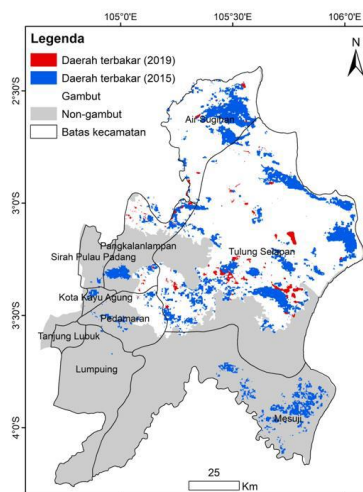 105°0'E 105°30'E 106°0'E
Legenda
Daerah terbakar (2019)
Daerah terbakar (2015)
Gambut
Non-gambut
Batas kecamatan
N
2°30'S
Air Sugihan
3°0'S
Pangkalanlampan
Sirah Pulau Padang
Tulung Selapan
Kota Kayu Agung
3°30'S
Pedamaran
Tanjung Lubuk
Lumpuing
Mesuji
4°0'S
25
Km